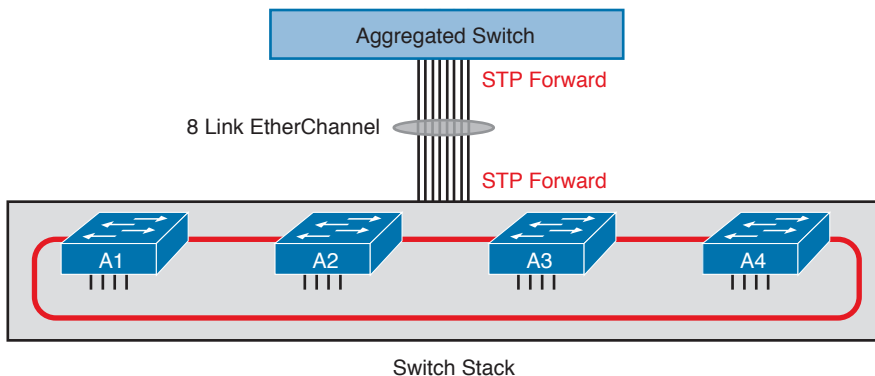 Aggregated Switch
STP Forward
8 Link EtherChannel
STP Forward
A1
A2
A3
A4
Switch Stack